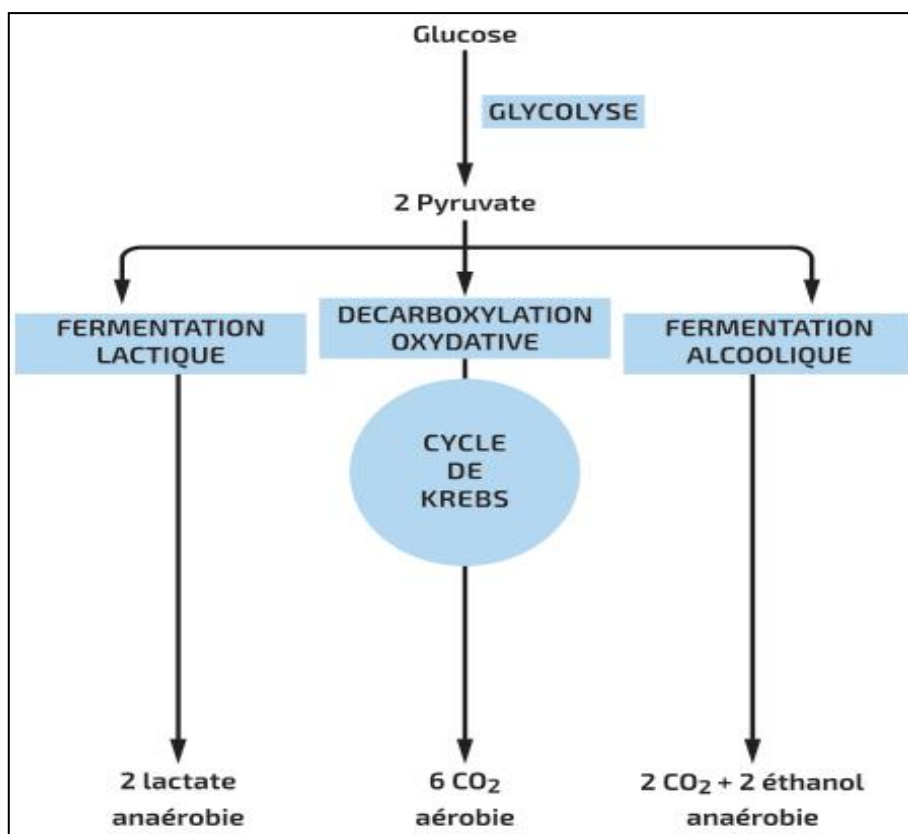 Glucose
GLYCOLYSE
2 Pyruvate
FERMENTATION
LACTIQUE
DECARBOXYLATION
OXYDATIVE
FERMENTATION
ALCOOLIQUE
CYCLE
DE
KREBS
2 lactate
anaérobie
6 CO₂
aérobie
2 CO₂ + 2 éthanol
anaérobie